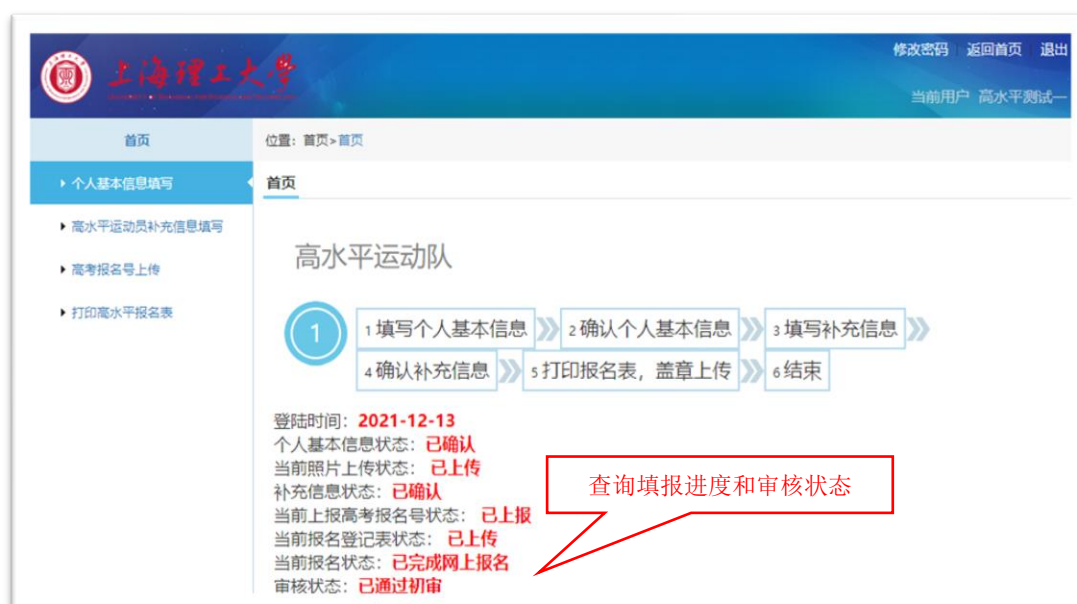 上海理工大学
修改密码 返回首页 退出
当前用户 高水平测试一
首页
位置：首页>首页
个人基本信息填写
首页
高水平运动员补充信息填写
高考报名号上传
打印高水平报名表
高水平运动队
1
1填写个人基本信息 2确认个人基本信息 3填写补充信息
4确认补充信息 5打印报名表，盖章上传 6结束
登陆时间：2021-12-13
个人基本信息状态：已确认
当前照片上传状态：已上传
补充信息状态：已确认
当前上报高考报名号状态：已上报
当前报名登记表状态：已上传
当前报名状态：已完成网上报名
审核状态：已通过初审
查询填报进度和审核状态